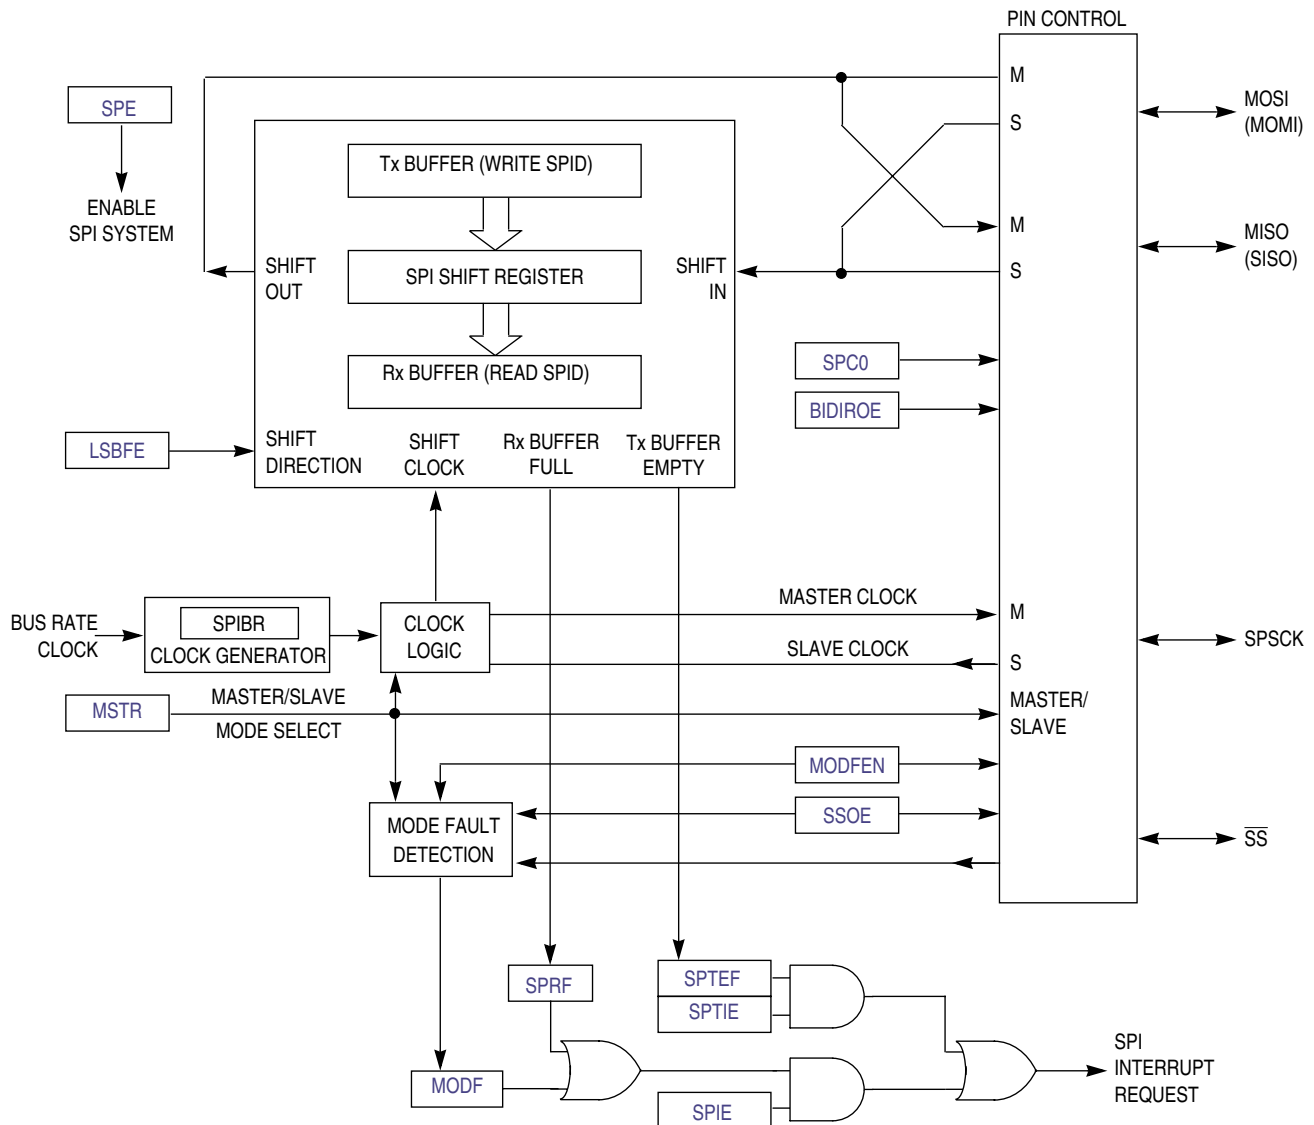 PIN CONTROL
M
SPE
MOSI
(MOMI)
S
Tx BUFFER (WRITE SPID)
ENABLE
SPI SYSTEM
M
MISO
(SISO)
SHIFT
OUT
SPI SHIFT REGISTER
SHIFT
IN
S
SPC0
Rx BUFFER (READ SPID)
BIDIROE
LSBFE
SHIFT
DIRECTION
SHIFT
CLOCK
Rx BUFFER
FULL
Tx BUFFER
EMPTY
MASTER CLOCK
M
BUS RATE
CLOCK
SPIBR
CLOCK GENERATOR
CLOCK
LOGIC
SLAVE CLOCK
S
SPSCK
MSTR
MASTER/SLAVE
MODE SELECT
MASTER/
SLAVE
MODFEN
SSOE
MODE FAULT
DETECTION
SS
SPRF
SPTEF
SPTIE
MODF
SPIE
SPI
INTERRUPT
REQUEST